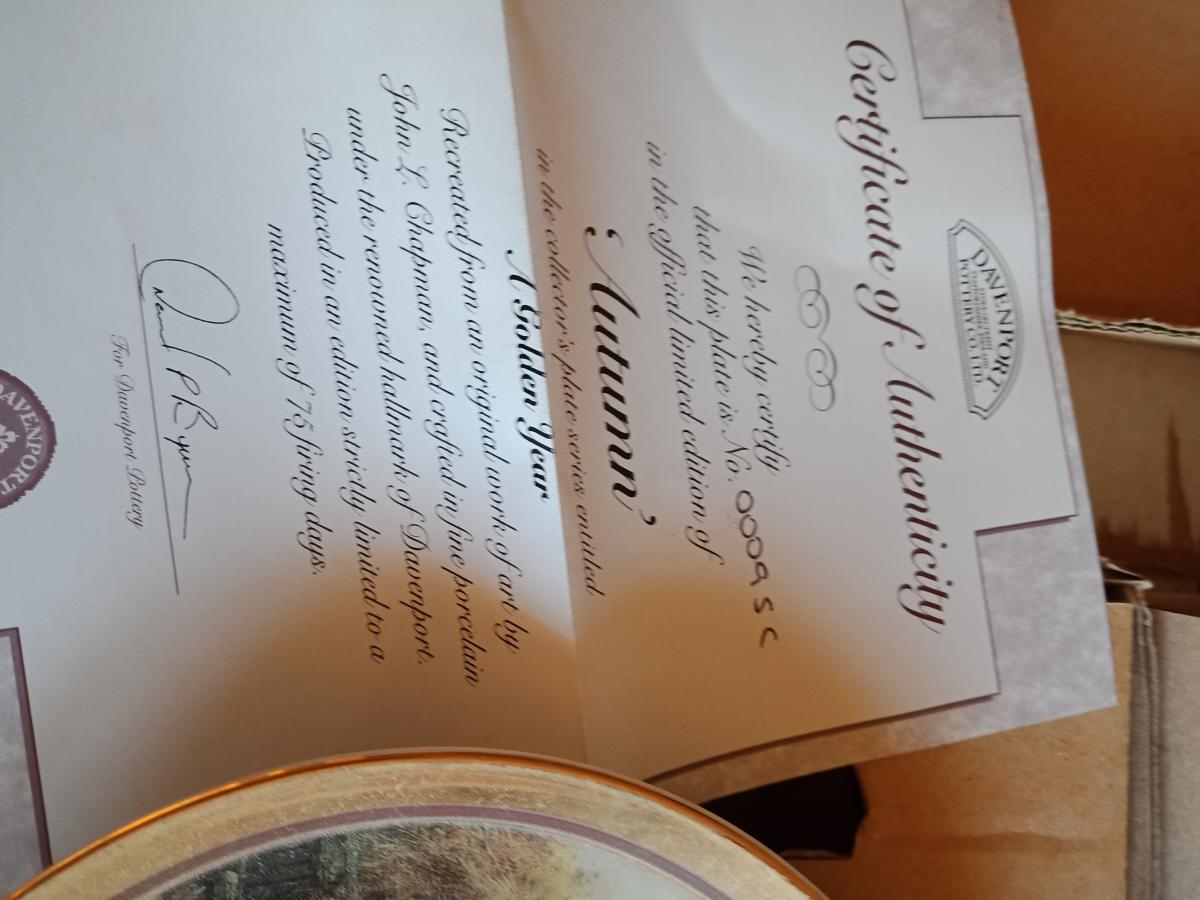 DAVENPORT
POTTERY CO LTD
Certificate of Authenticity
We hereby certify
that this plate is No. 0009 S C
in the official limited edition of
'Autumn'
in the collector's plate series entitled
A Golden Year
Recreated from an original work of art by
John L. Chapman, and crafted in fine porcelain
under the renowned hallmark of Davenport.
Produced in an edition strictly limited to a
maximum of 75 firing days.
For Davenport Pottery
DAVENPORT